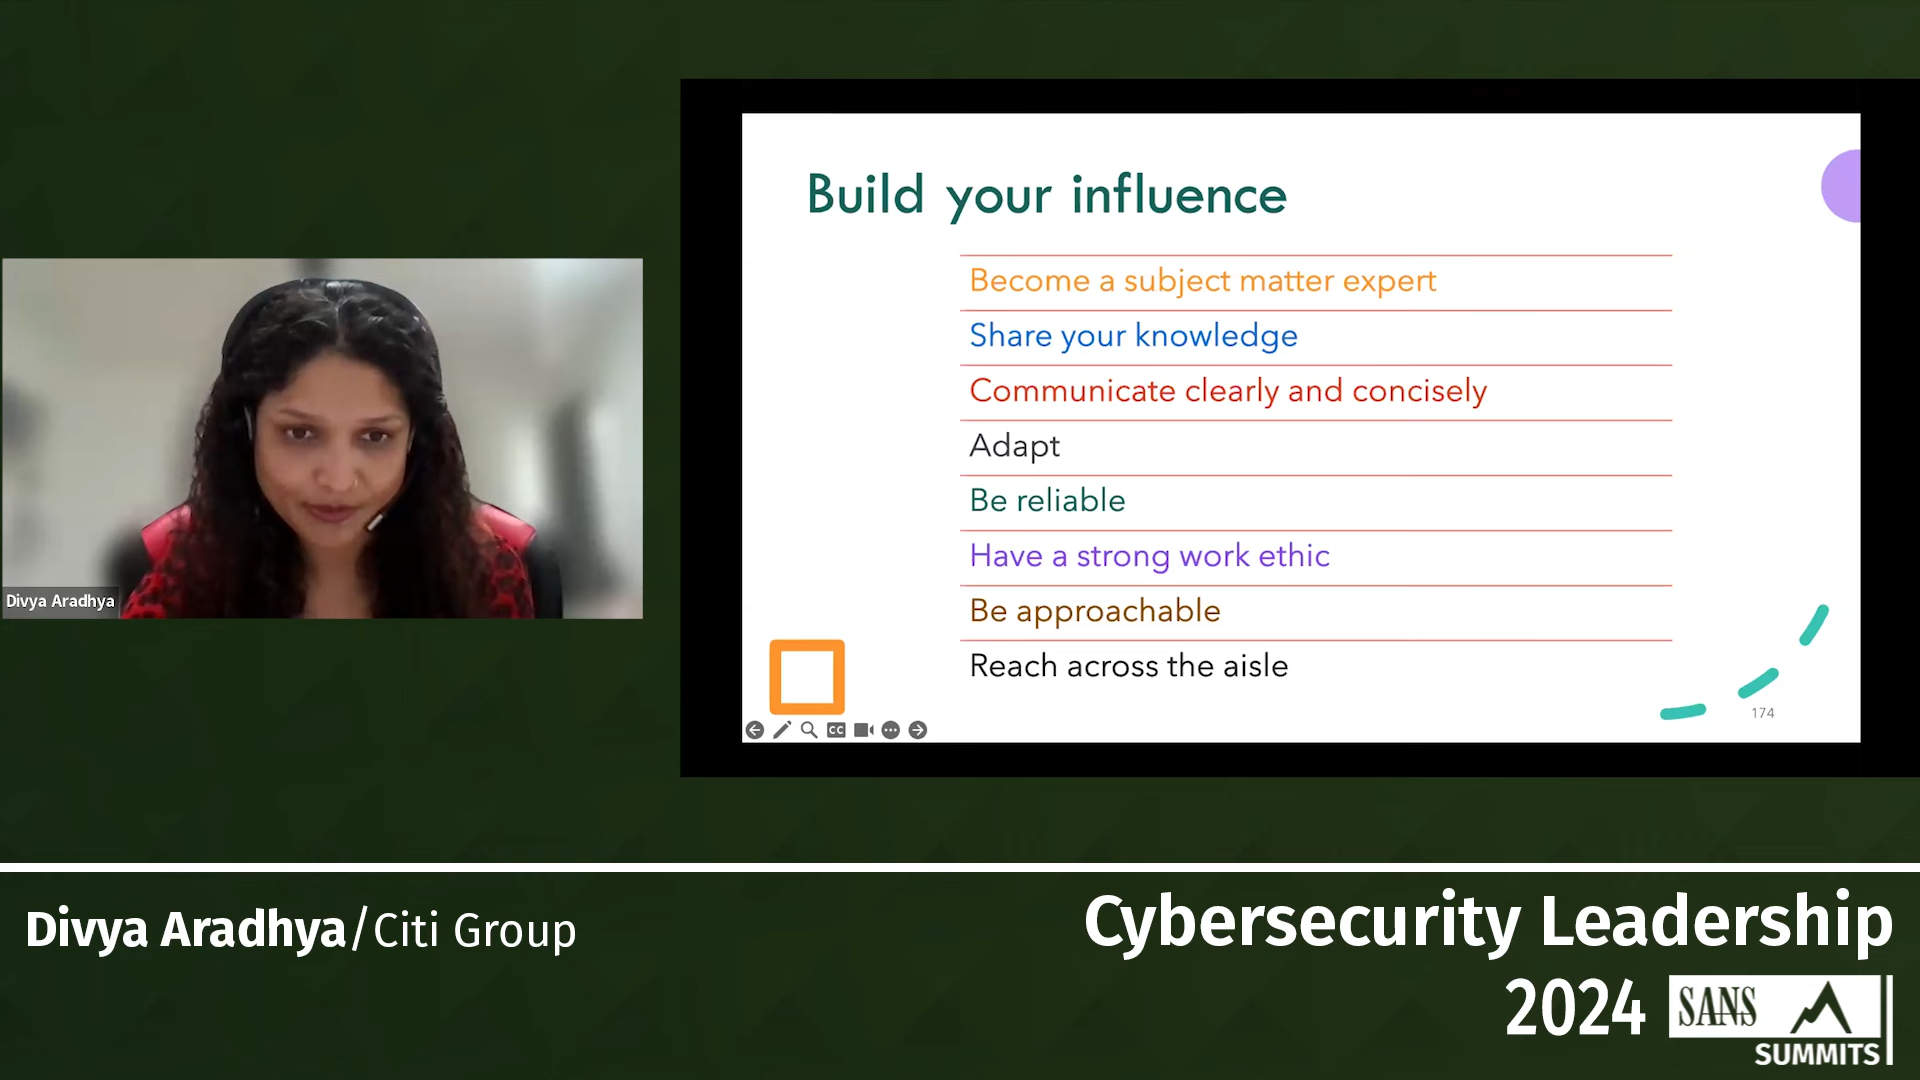 Build your influence
Become a subject matter expert
Share your knowledge
Communicate clearly and concisely
Adapt
Be reliable
Have a strong work ethic
Be approachable
Reach across the aisle
CC
174
Divya Aradhya
Divya Aradhya/Citi Group
Cybersecurity Leadership
2024
SANS
SUMMITS